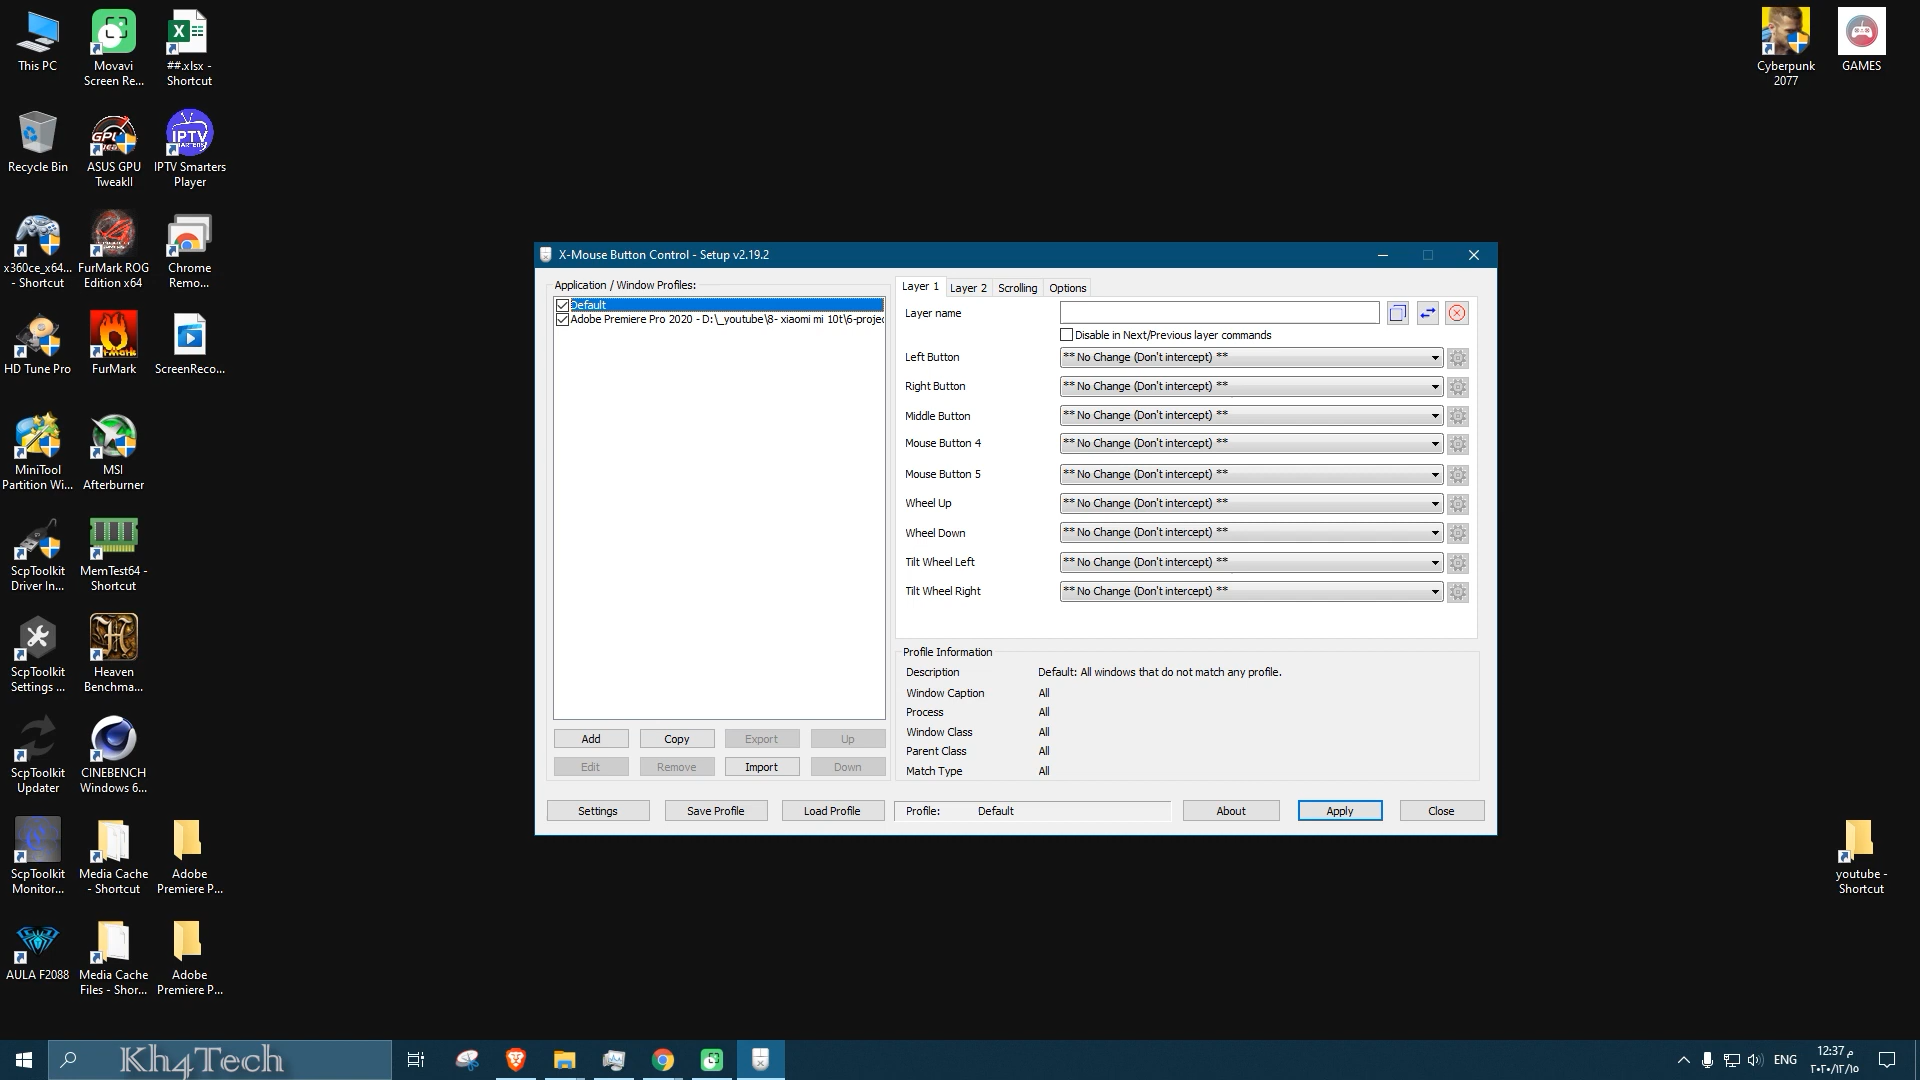 This PC
Movavi
Screen Re...
##.xlsx -
Shortcut
Recycle Bin
ASUS GPU
TweakII
IPTV
IPTV Smarters
Player
x360ce_x64...
- Shortcut
FurMark ROG
Edition x64
Chrome
Remo...
HD Tune Pro
FurMark
ScreenReco...
MiniTool
Partition Wi...
MSI
Afterburner
ScpToolkit
Driver In...
MemTest64 -
Shortcut
ScpToolkit
Settings ...
Heaven
Benchma...
ScpToolkit
Updater
CINEBENCH
Windows 6...
ScpToolkit
Monitor...
Media Cache
- Shortcut
Adobe
Premiere P...
AULA F2088
Media Cache
Files - Shor...
Adobe
Premiere P...
Cyberpunk
2077
GAMES
youtube -
Shortcut
X-Mouse Button Control - Setup v2.19.2
Application / Window Profiles:
Default
Adobe Premiere Pro 2020 - D:\_youtube\8- xiaomi mi 10t\6-projec
Add
Copy
Export
Up
Edit
Remove
Import
Down
Layer 1
Layer 2
Scrolling
Options
Layer name
Disable in Next/Previous layer commands
Left Button ** No Change (Don't intercept) **
Right Button ** No Change (Don't intercept) **
Middle Button ** No Change (Don't intercept) **
Mouse Button 4 ** No Change (Don't intercept) **
Mouse Button 5 ** No Change (Don't intercept) **
Wheel Up ** No Change (Don't intercept) **
Wheel Down ** No Change (Don't intercept) **
Tilt Wheel Left ** No Change (Don't intercept) **
Tilt Wheel Right ** No Change (Don't intercept) **
Profile Information
Description Default: All windows that do not match any profile.
Window Caption All
Process All
Window Class All
Parent Class All
Match Type All
Settings
Save Profile
Load Profile
Profile: Default
About
Apply
Close
Kh4Tech
ENG
12:37 م
٢٠٢٠/١٢/١٥